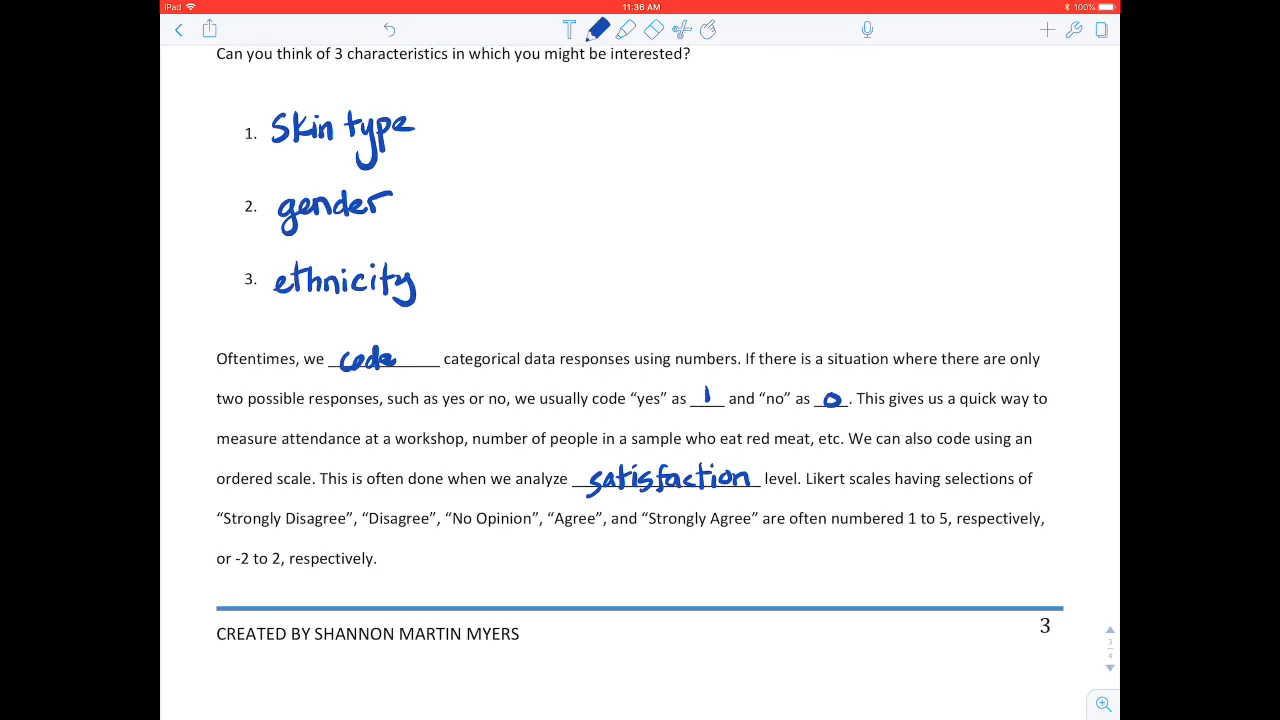 iPad 11:36 AM 100%
T
Can you think of 3 characteristics in which you might be interested?
1. Skin type
2. gender
3. ethnicity
Oftentimes, we code categorical data responses using numbers. If there is a situation where there are only
two possible responses, such as yes or no, we usually code “yes” as 1 and “no” as 0. This gives us a quick way to
measure attendance at a workshop, number of people in a sample who eat red meat, etc. We can also code using an
ordered scale. This is often done when we analyze satisfaction level. Likert scales having selections of
“Strongly Disagree”, “Disagree”, “No Opinion”, “Agree”, and “Strongly Agree” are often numbered 1 to 5, respectively,
or -2 to 2, respectively.
CREATED BY SHANNON MARTIN MYERS 3
3
4